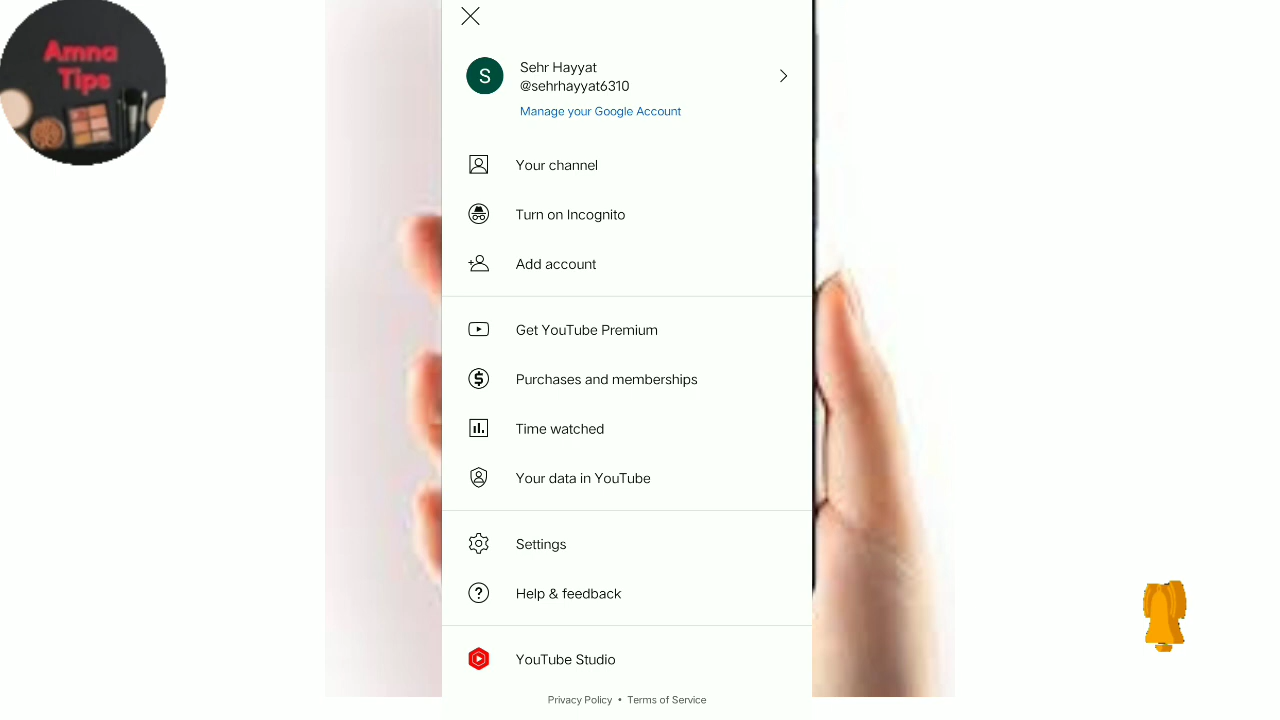 Amna
Tips
S
Sehr Hayyat
@sehrhayyat6310
Manage your Google Account
Your channel
Turn on Incognito
Add account
Get YouTube Premium
Purchases and memberships
Time watched
Your data in YouTube
Settings
Help & feedback
YouTube Studio
Privacy Policy • Terms of Service